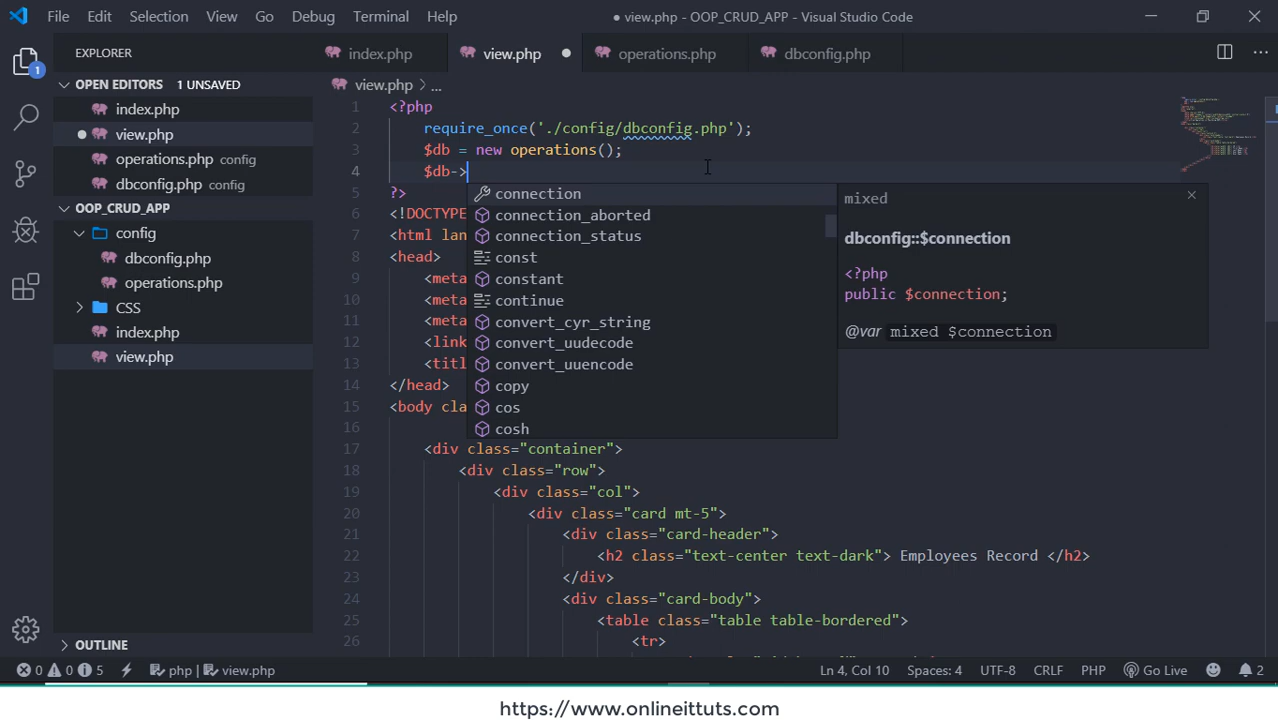 File Edit Selection View Go Debug Terminal Help
● view.php - OOP_CRUD_APP - Visual Studio Code
EXPLORER
index.php
view.php
operations.php
dbconfig.php
1
OPEN EDITORS 1 UNSAVED
index.php
view.php
operations.php config
dbconfig.php config
OOP_CRUD_APP
config
dbconfig.php
operations.php
CSS
index.php
view.php
OUTLINE
view.php > ...
1 <?php
2 require_once('./config/dbconfig.php');
3 $db = new operations();
4 $db->
5 ?>
6 <!DOCTYPE
7 <html lan
8 <head>
9 <meta
10 <meta
11 <meta
12 <link
13 <titl
14 </head>
15 <body cla
16
17 <div class="container">
18 <div class="row">
19 <div class="col">
20 <div class="card mt-5">
21 <div class="card-header">
22 <h2 class="text-center text-dark"> Employees Record </h2>
23 </div>
24 <div class="card-body">
25 <table class="table table-bordered">
26 <tr>
connection
connection_aborted
connection_status
const
constant
continue
convert_cyr_string
convert_uudecode
convert_uuencode
copy
cos
cosh
mixed
dbconfig::$connection
<?php
public $connection;
@var mixed $connection
0 0 5 php | view.php
Ln 4, Col 10 Spaces: 4 UTF-8 CRLF PHP Go Live 2
https://www.onlineittuts.com